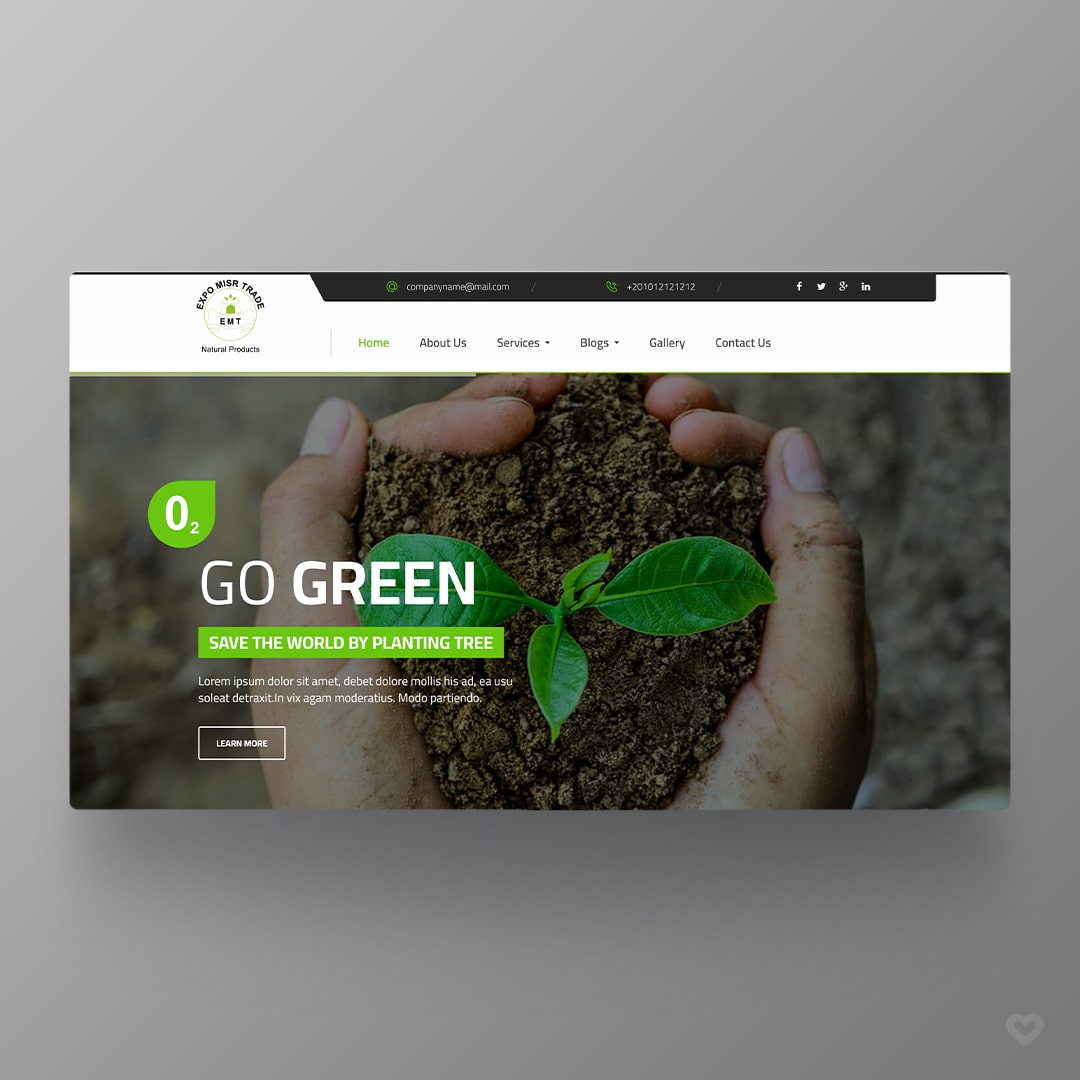 EXPO MISR TRADE
EMT
Natural Products
companyname@mail.com / +201012121212 /
Home About Us Services Blogs Gallery Contact Us
02
GO GREEN
SAVE THE WORLD BY PLANTING TREE
Lorem ipsum dolor sit amet, debet dolore mollis his ad, ea usu
soleat detraxit.In vix agam moderatius. Modo partiendo.
LEARN MORE